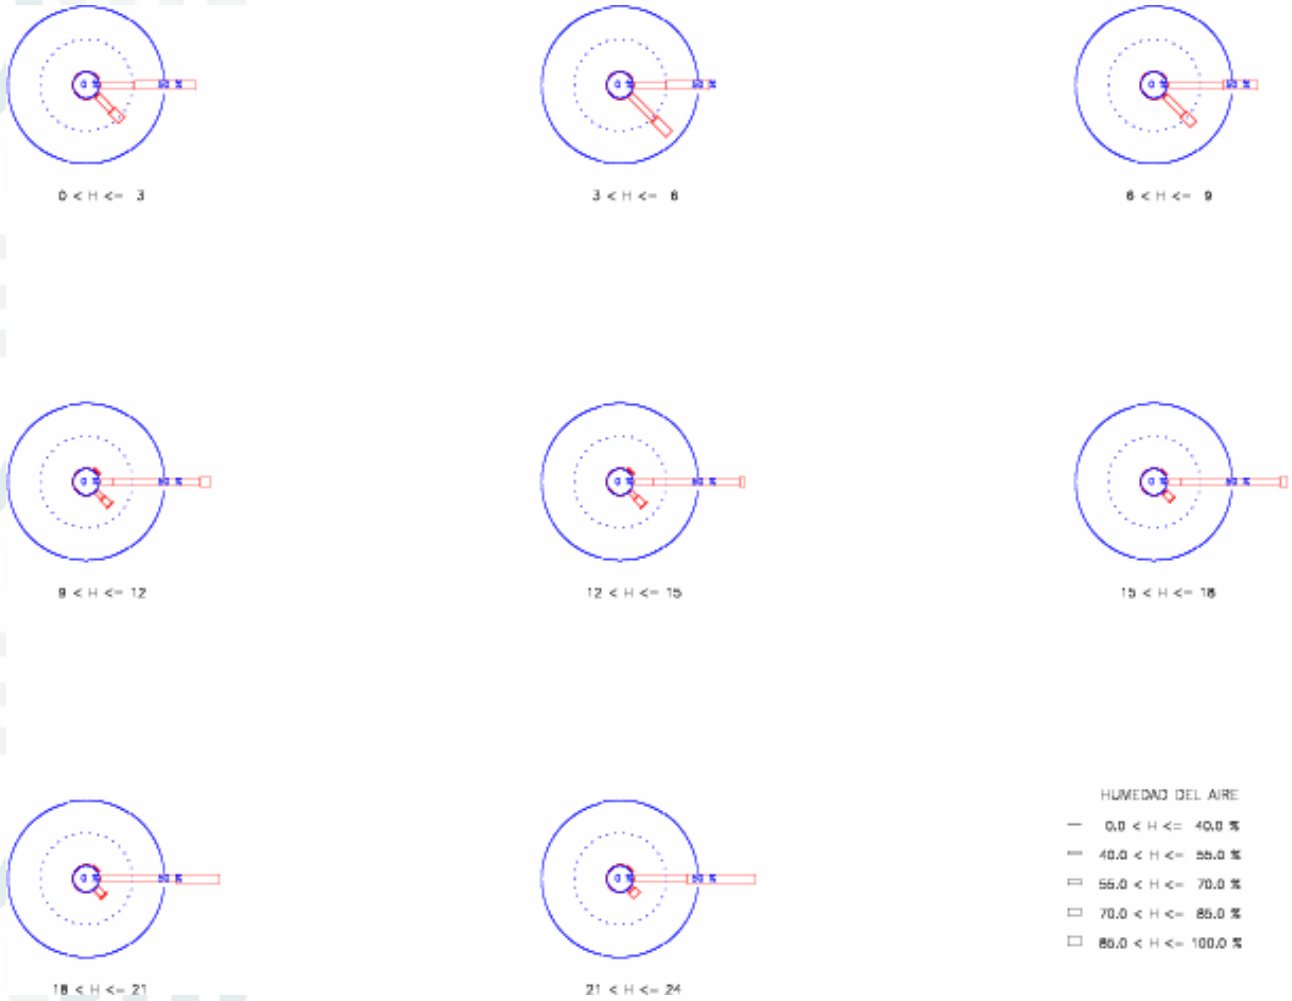 0 < H <= 3
3 < H <= 6
6 < H <= 9
9 < H <= 12
12 < H <= 15
15 < H <= 18
18 < H <= 21
21 < H <= 24
HUMEDAD DEL AIRE
0.0 < H <= 40.0 %
40.0 < H <= 55.0 %
55.0 < H <= 70.0 %
70.0 < H <= 85.0 %
85.0 < H <= 100.0 %